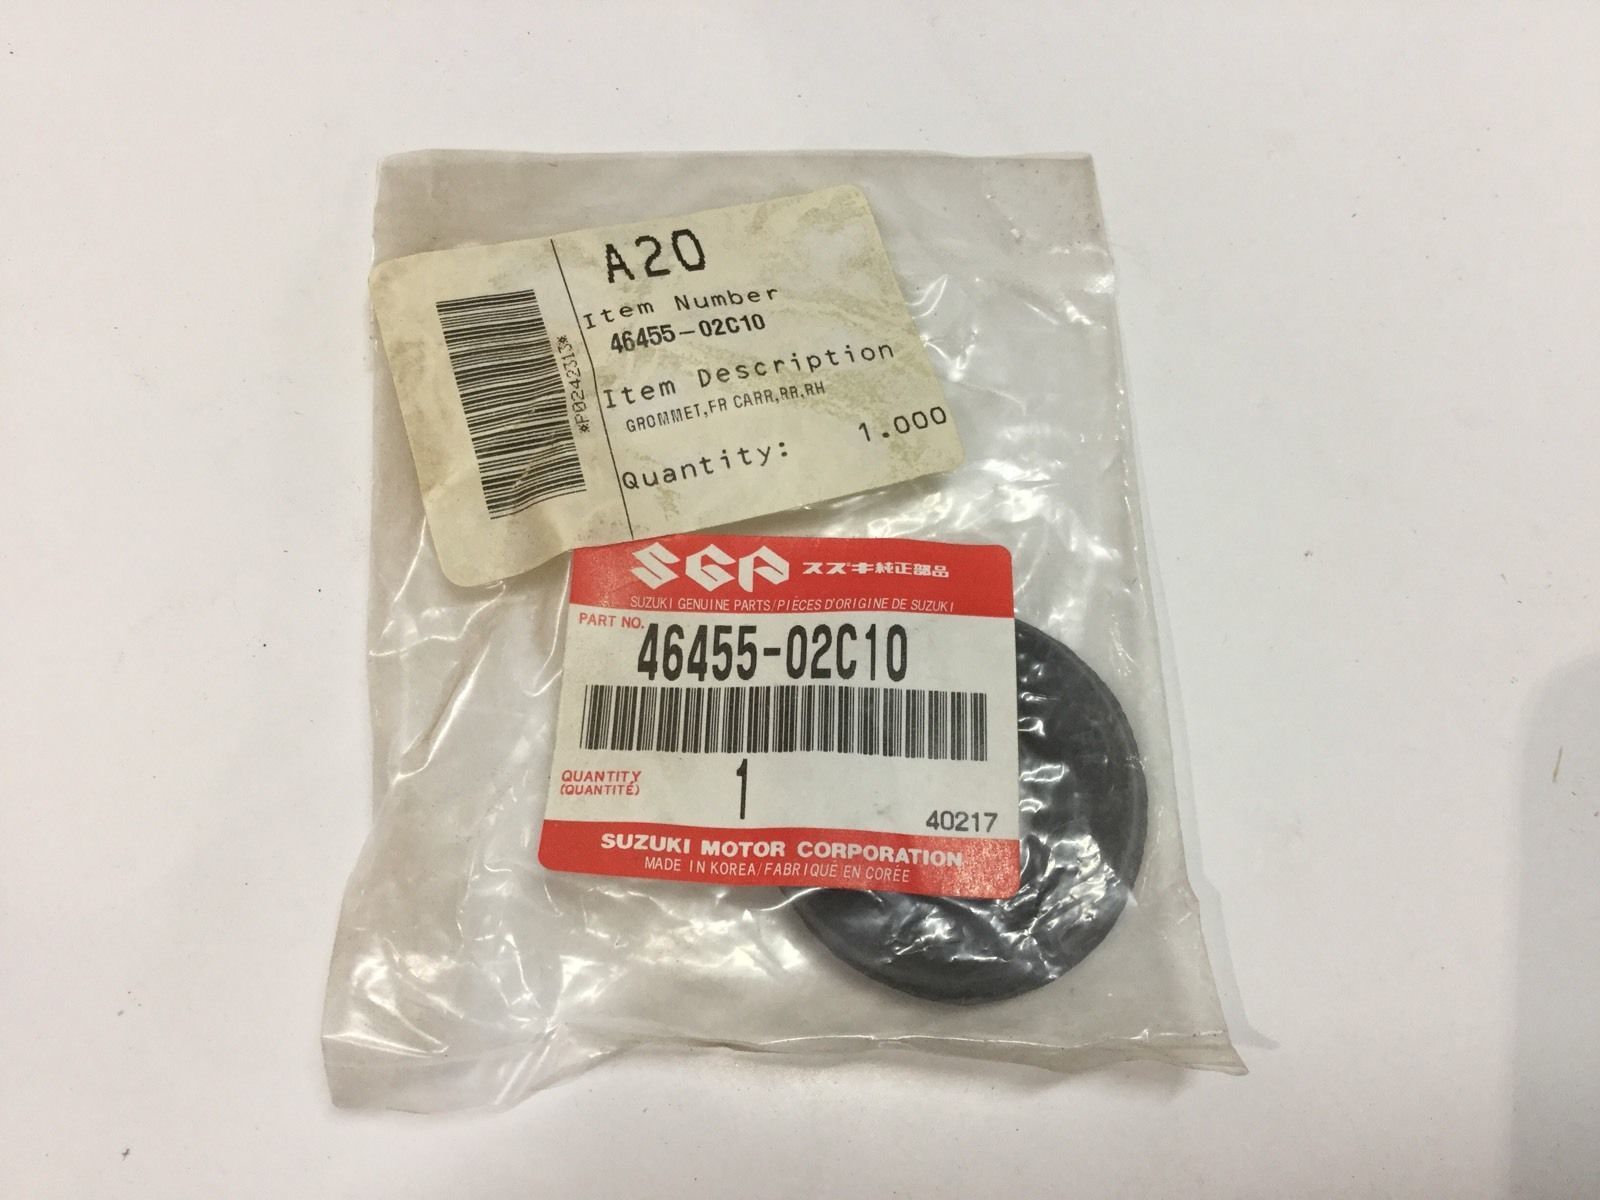 A20
Item Number
46455-02C10
Item Description
GROMMET,FR CARR,RR,RH
Quantity: 1.000
*P0242313*
SGP スズキ純正部品
SUZUKI GENUINE PARTS/PIÈCES D'ORIGINE DE SUZUKI
PART NO. 46455-02C10
QUANTITY 1
(QUANTITÉ)
40217
SUZUKI MOTOR CORPORATION
MADE IN KOREA/FABRIQUÉ EN CORÉE